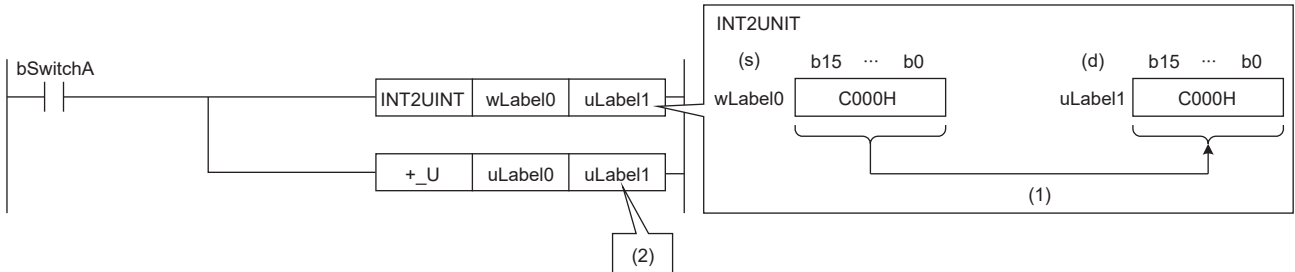 INT2UNIT
bSwitchA
(s) b15 ... b0 (d) b15 ... b0
INT2UINT wLabel0 uLabel1 wLabel0 C000H uLabel1 C000H
+_U uLabel0 uLabel1
(1)
(2)